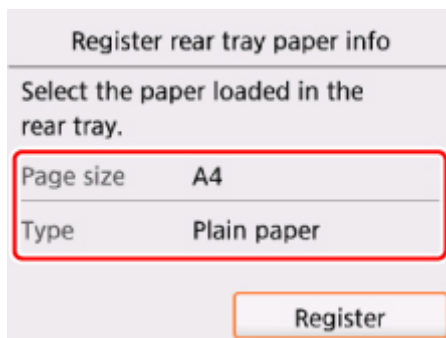 Register rear tray paper info
Select the paper loaded in the
rear tray.
Page size A4
Type Plain paper
Register